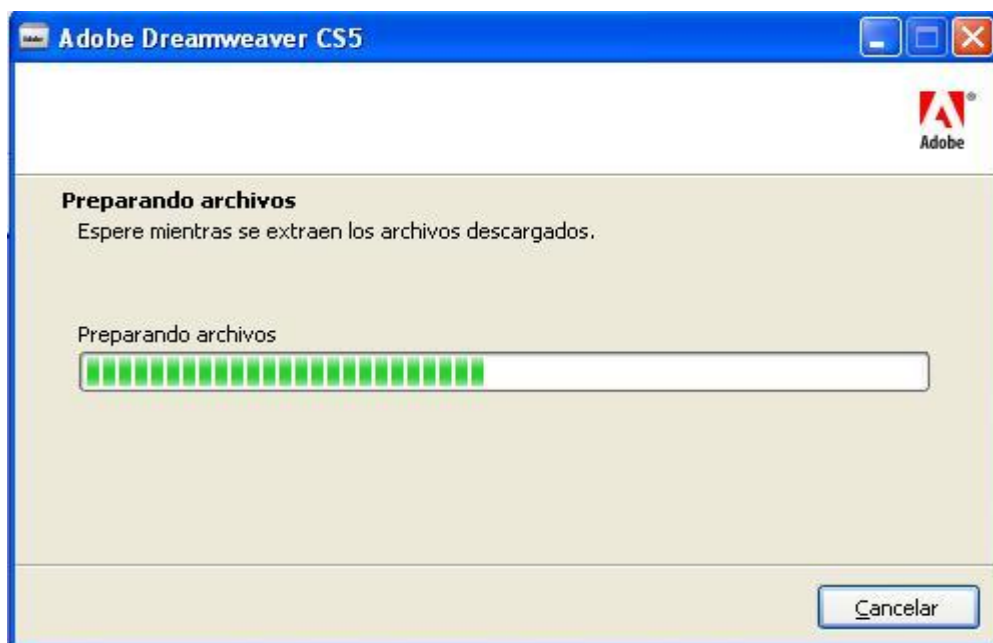 Adobe Dreamweaver CS5
Adobe
Preparando archivos
Espere mientras se extraen los archivos descargados.
Preparando archivos
Cancelar